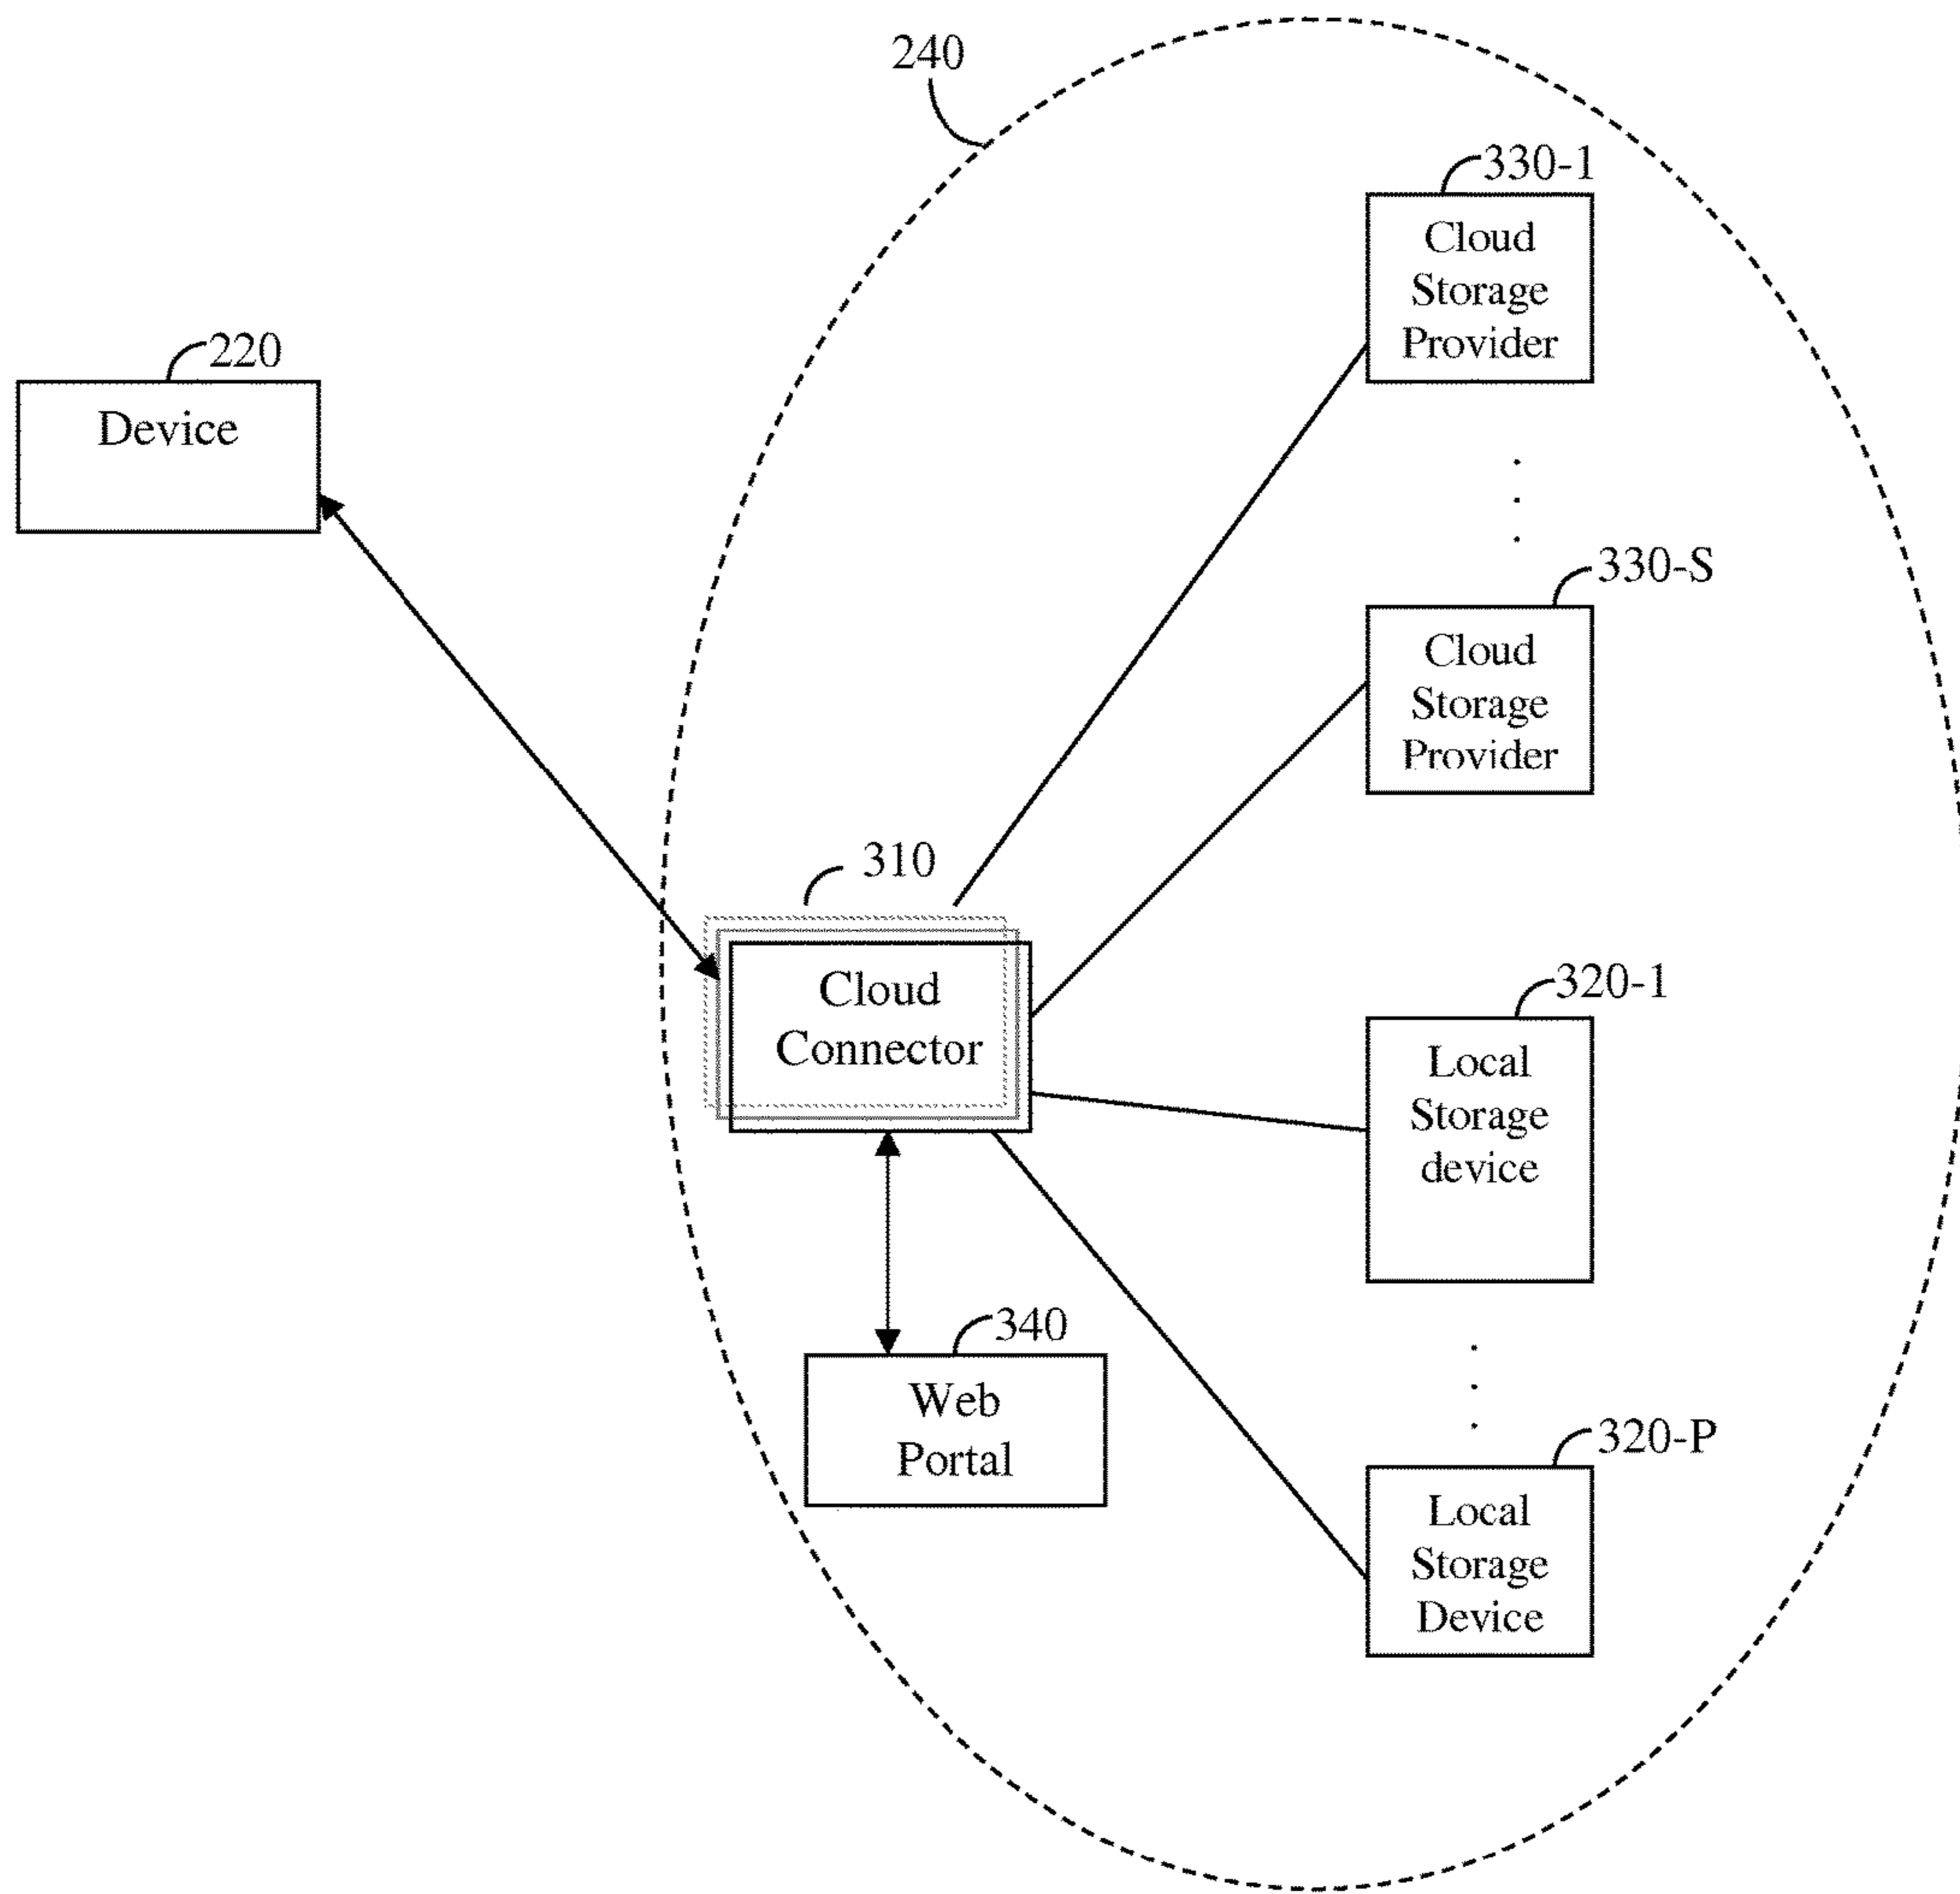 240
330-1
Cloud
Storage
Provider
220
Device
330-S
Cloud
Storage
Provider
310
Cloud
Connector
320-1
Local
Storage
device
340
Web
Portal
320-P
Local
Storage
Device